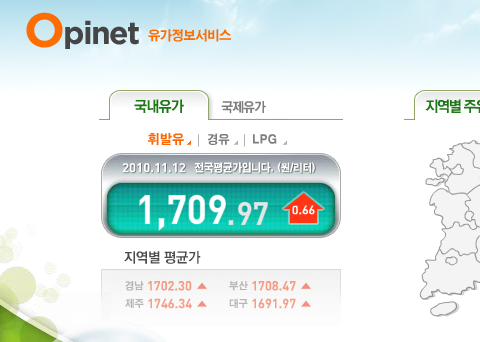 Opinet 유가정보서비스
국내유가 국제유가
지역별 주유
휘발유 | 경유 | LPG
2010.11.12 전국평균가입니다. (원/리터)
1,709.97 0.66
지역별 평균가
경남 1702.30 ▲ 부산 1708.47 ▲
제주 1746.34 ▲ 대구 1691.97 ▲